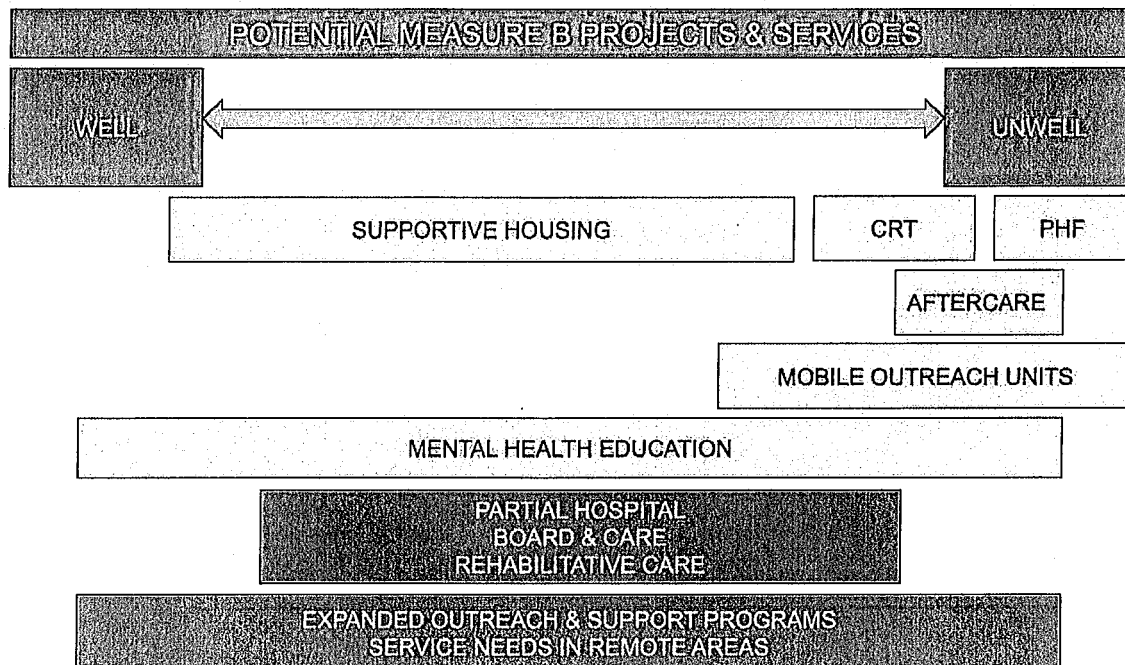 POTENTIAL MEASURE B PROJECTS & SERVICES
WELL
UNWELL
SUPPORTIVE HOUSING
CRT
PHF
AFTERCARE
MOBILE OUTREACH UNITS
MENTAL HEALTH EDUCATION
PARTIAL HOSPITAL
BOARD & CARE
REHABILITATIVE CARE
EXPANDED OUTREACH & SUPPORT PROGRAMS
SERVICE NEEDS IN REMOTE AREAS